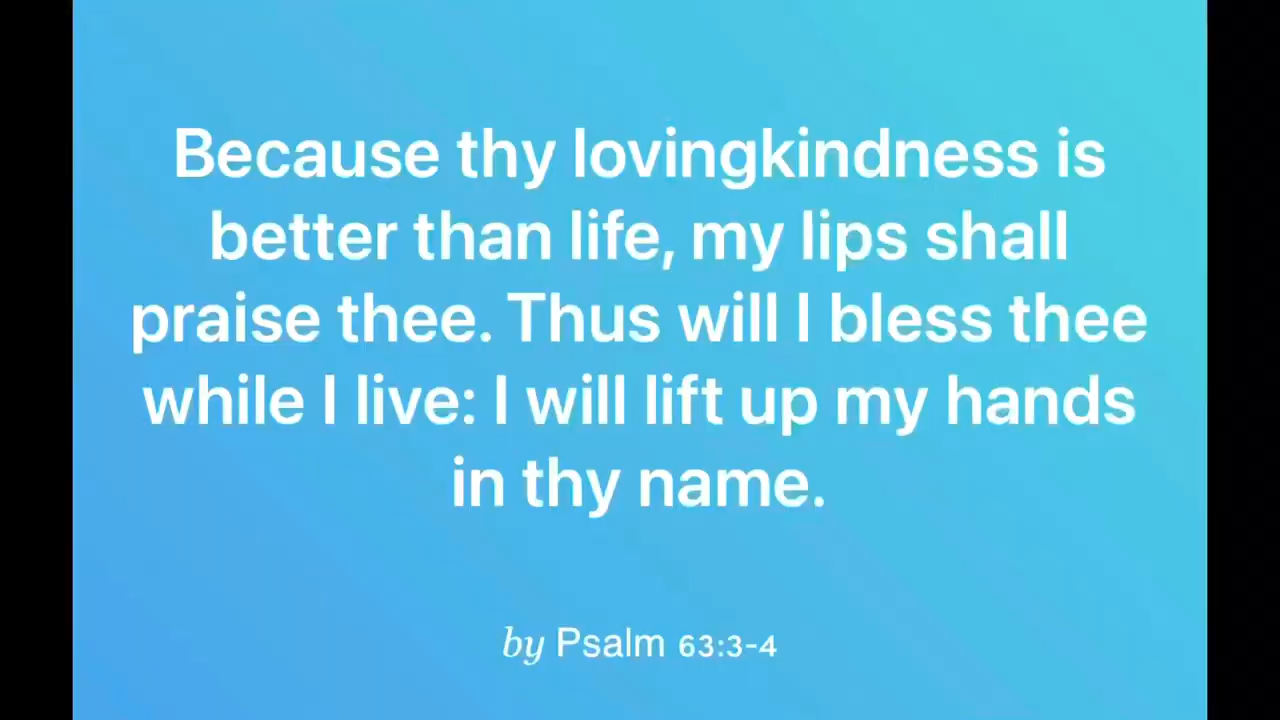 Because thy lovingkindness is
better than life, my lips shall
praise thee. Thus will I bless thee
while I live: I will lift up my hands
in thy name.
by Psalm 63:3-4